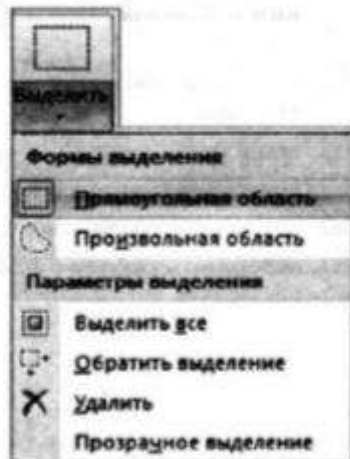 Выделить
Формы выделения
Прямоугольная область
Произвольная область
Параметры выделения
Выделить все
Обратить выделение
Удалить
Прозрачное выделение